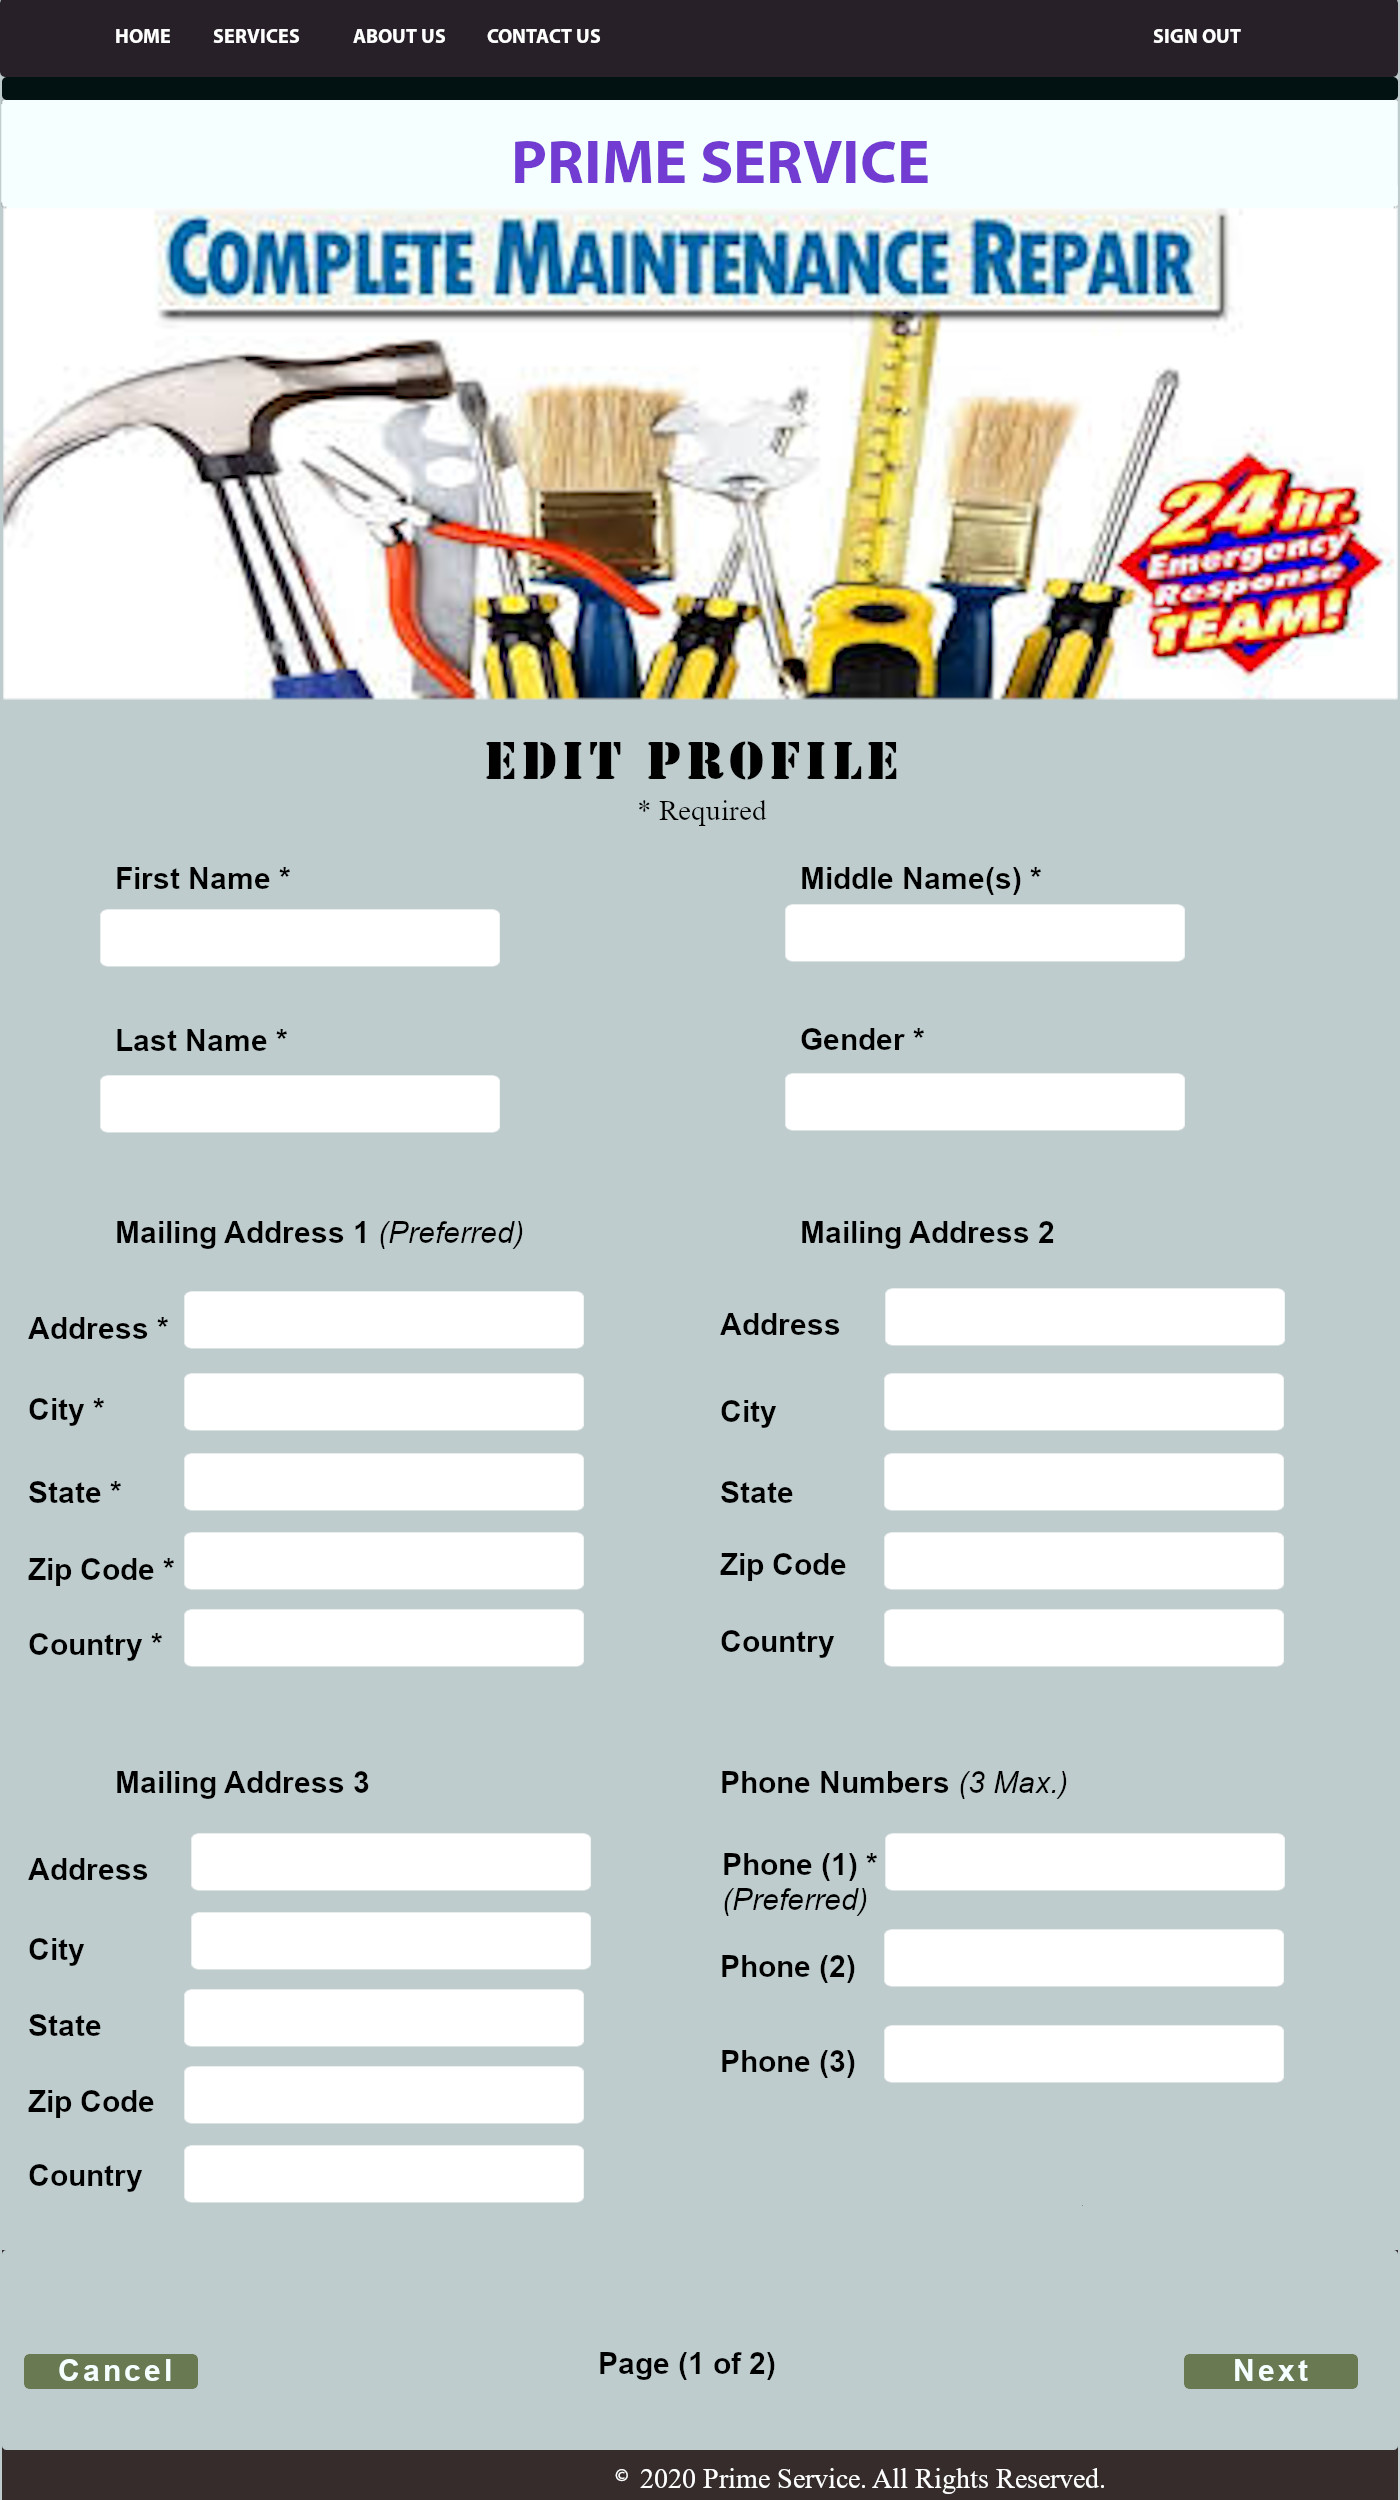 HOME SERVICES ABOUT US CONTACT US SIGN OUT
PRIME SERVICE
COMPLETE MAINTENANCE REPAIR
24hr.
Emergency
Response
TEAM!
EDIT PROFILE
* Required
First Name * Middle Name(s) *
Last Name * Gender *
Mailing Address 1 (Preferred) Mailing Address 2
Address * Address
City * City
State * State
Zip Code * Zip Code
Country * Country
Mailing Address 3 Phone Numbers (3 Max.)
Address Phone (1) *
(Preferred)
City Phone (2)
State Phone (3)
Zip Code
Country
Cancel Page (1 of 2) Next
© 2020 Prime Service. All Rights Reserved.